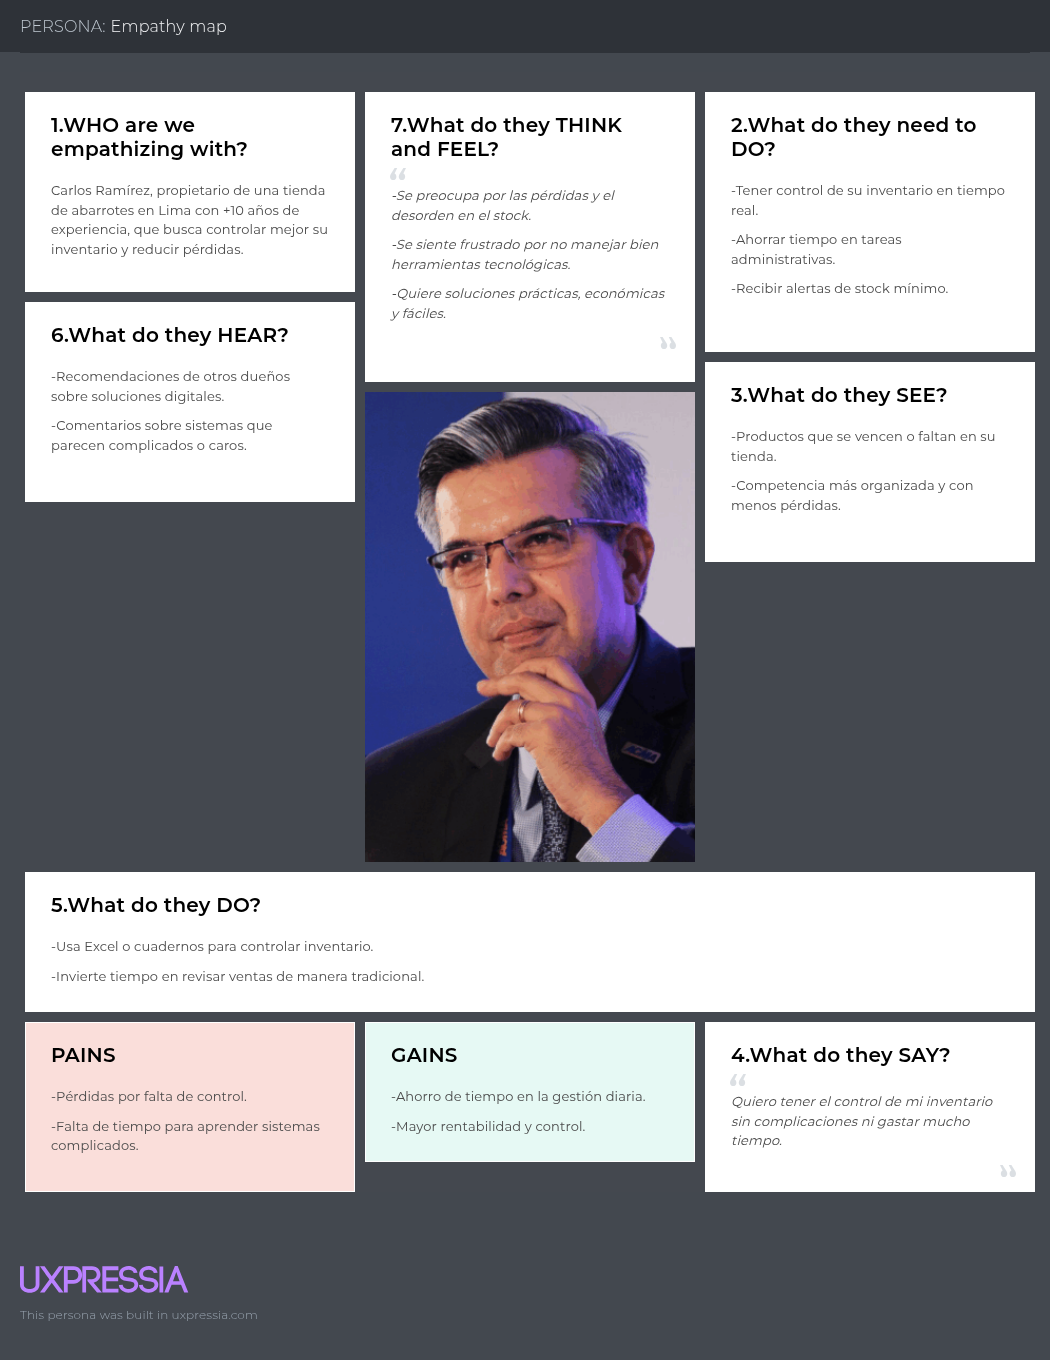 PERSONA: Empathy map
1.WHO are we
empathizing with?
Carlos Ramírez, propietario de una tienda
de abarrotes en Lima con +10 años de
experiencia, que busca controlar mejor su
inventario y reducir pérdidas.
6.What do they HEAR?
-Recomendaciones de otros dueños
sobre soluciones digitales.
-Comentarios sobre sistemas que
parecen complicados o caros.
7.What do they THINK
and FEEL?
“
-Se preocupa por las pérdidas y el
desorden en el stock.
-Se siente frustrado por no manejar bien
herramientas tecnológicas.
-Quiere soluciones prácticas, económicas
y fáciles.
”
2.What do they need to
DO?
-Tener control de su inventario en tiempo
real.
-Ahorrar tiempo en tareas
administrativas.
-Recibir alertas de stock mínimo.
3.What do they SEE?
-Productos que se vencen o faltan en su
tienda.
-Competencia más organizada y con
menos pérdidas.
5.What do they DO?
-Usa Excel o cuadernos para controlar inventario.
-Invierte tiempo en revisar ventas de manera tradicional.
PAINS
-Pérdidas por falta de control.
-Falta de tiempo para aprender sistemas
complicados.
GAINS
-Ahorro de tiempo en la gestión diaria.
-Mayor rentabilidad y control.
4.What do they SAY?
“
Quiero tener el control de mi inventario
sin complicaciones ni gastar mucho
tiempo.
”
UXPRESSIA
This persona was built in uxpressia.com